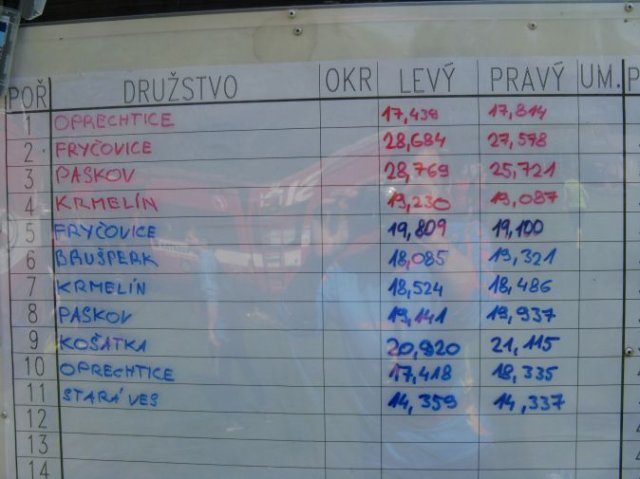 POŘ DRUŽSTVO OKR LEVÝ PRAVÝ UM. P
1 OPRECHTICE 17,439 17,814
2 FRYČOVICE 28,684 27,578
3 PASKOV 28,769 25,721
4 KRMELÍN 19,230 19,087
5 FRYČOVICE 19,809 19,100
6 BRUŠPERK 18,085 19,321
7 KRMELÍN 18,524 18,486
8 PASKOV 19,141 19,937
9 KOŠATKA 20,920 21,115
10 OPRECHTICE 17,418 18,335
11 STARÁ VES 14,359 14,337
12
13
14